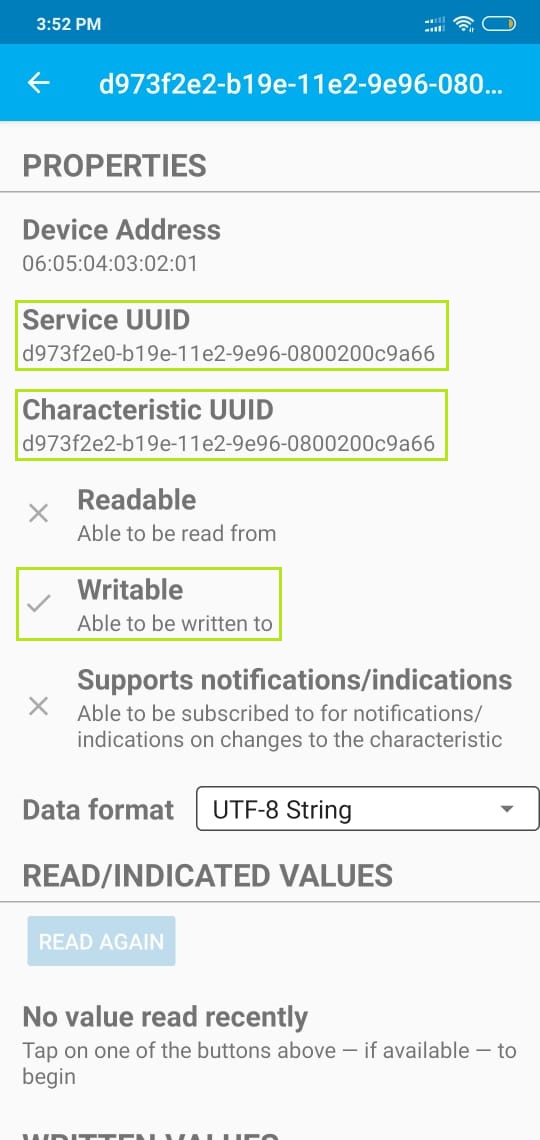 3:52 PM
d973f2e2-b19e-11e2-9e96-080...
PROPERTIES
Device Address
06:05:04:03:02:01
Service UUID
d973f2e0-b19e-11e2-9e96-0800200c9a66
Characteristic UUID
d973f2e2-b19e-11e2-9e96-0800200c9a66
Readable
Able to be read from
Writable
Able to be written to
Supports notifications/indications
Able to be subscribed to for notifications/
indications on changes to the characteristic
Data format UTF-8 String
READ/INDICATED VALUES
READ AGAIN
No value read recently
Tap on one of the buttons above — if available — to
begin
WRITTEN VALUES